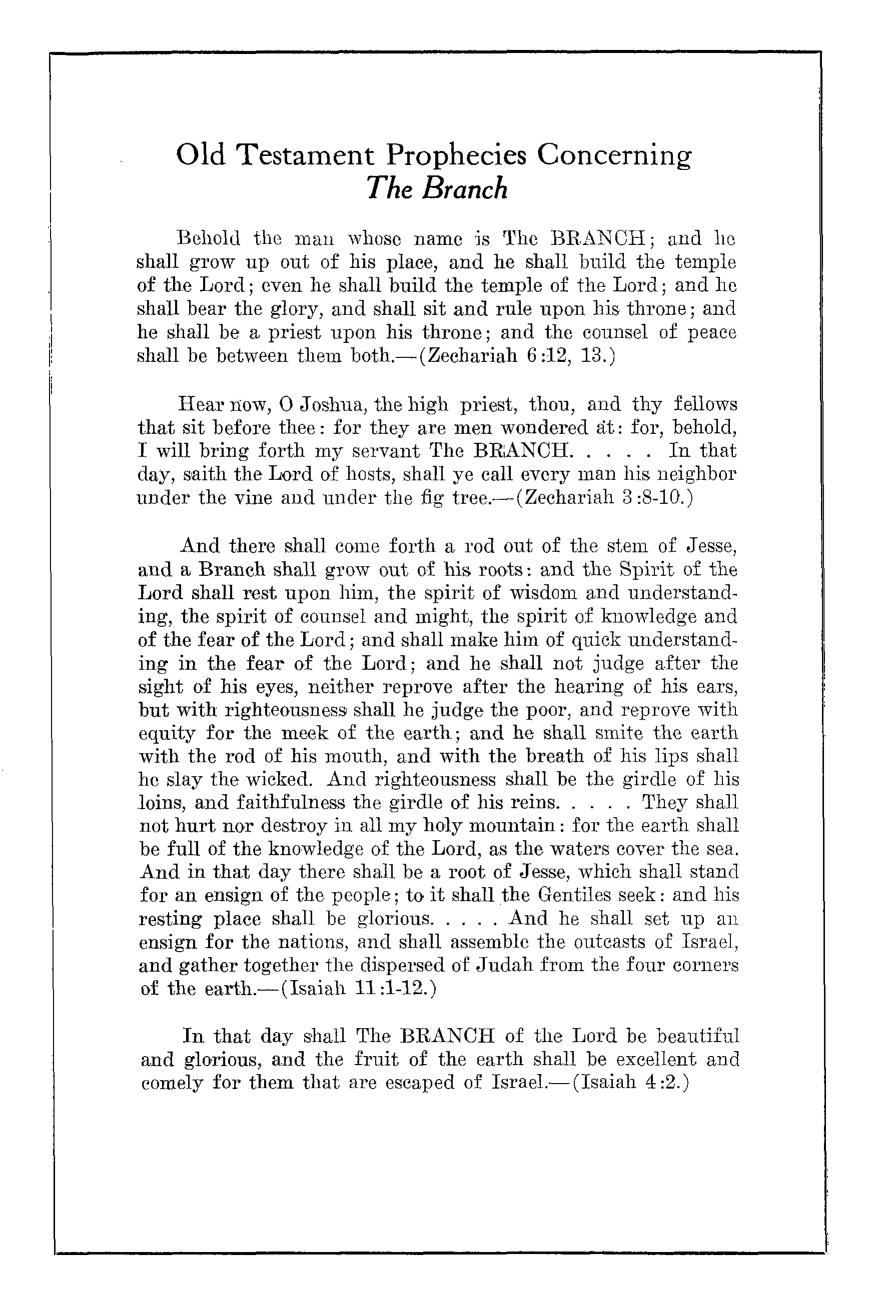 Old Testament Prophecies Concerning
The Branch
Behold the man whose name is The BRANCH; and he
shall grow up out of his place, and he shall build the temple
of the Lord; even he shall build the temple of the Lord; and he
shall bear the glory, and shall sit and rule upon his throne; and
he shall be a priest upon his throne; and the counsel of peace
shall be between them both.—(Zechariah 6:12, 13.)
Hear now, O Joshua, the high priest, thou, and thy fellows
that sit before thee: for they are men wondered at: for, behold,
I will bring forth my servant The BRANCH. . . . . In that
day, saith the Lord of hosts, shall ye call every man his neighbor
under the vine and under the fig tree.—(Zechariah 3:8-10.)
And there shall come forth a rod out of the stem of Jesse,
and a Branch shall grow out of his roots: and the Spirit of the
Lord shall rest upon him, the spirit of wisdom and understand-
ing, the spirit of counsel and might, the spirit of knowledge and
of the fear of the Lord; and shall make him of quick understand-
ing in the fear of the Lord; and he shall not judge after the
sight of his eyes, neither reprove after the hearing of his ears,
but with righteousness shall he judge the poor, and reprove with
equity for the meek of the earth; and he shall smite the earth
with the rod of his mouth, and with the breath of his lips shall
he slay the wicked. And righteousness shall be the girdle of his
loins, and faithfulness the girdle of his reins. . . . . They shall
not hurt nor destroy in all my holy mountain: for the earth shall
be full of the knowledge of the Lord, as the waters cover the sea.
And in that day there shall be a root of Jesse, which shall stand
for an ensign of the people; to it shall the Gentiles seek: and his
resting place shall be glorious. . . . . And he shall set up an
ensign for the nations, and shall assemble the outcasts of Israel,
and gather together the dispersed of Judah from the four corners
of the earth.—(Isaiah 11:1-12.)
In that day shall The BRANCH of the Lord be beautiful
and glorious, and the fruit of the earth shall be excellent and
comely for them that are escaped of Israel.—(Isaiah 4:2.)